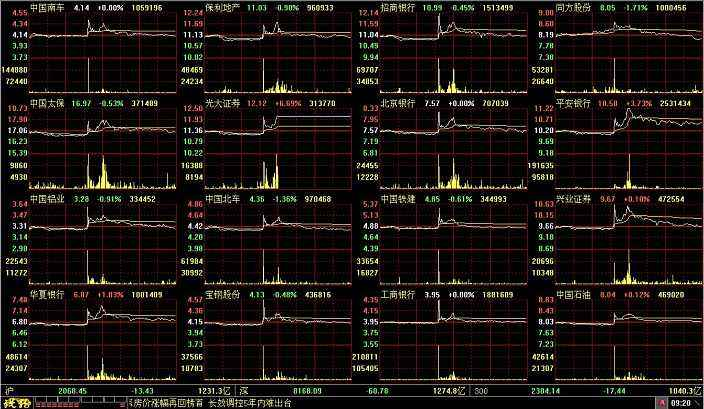 中国南车 4.14 +0.00% 1059196
保利地产 11.03 -0.90% 960933
招商银行 10.99 -0.45% 1513499
同方股份 8.05 -1.71% 1000456
4.55 12.24 12.14 9.00
4.35 11.69 11.59 8.60
4.14 11.13 11.04 8.19
3.93 10.57 10.49 7.78
3.73 10.02 9.94 7.38
144880 48469 69707 53281
72440 24234 34853 26640
中国太保 16.97 -0.53% 371409
光大证券 12.12 +6.69% 313770
北京银行 7.57 +0.00% 707039
平安银行 10.58 +3.73% 2531434
18.73 12.50 8.33 11.22
17.90 11.93 7.95 10.71
17.06 11.36 7.57 10.20
16.23 10.79 7.19 9.69
15.39 10.22 6.81 9.18
9860 16388 24455 191635
4938 8194 12228 95818
中国铝业 3.28 -0.91% 334452
中国北车 4.36 -1.36% 970468
中国铁建 4.85 -0.61% 344993
兴业证券 9.67 +0.10% 472554
3.64 4.86 5.37 10.63
3.47 4.64 5.13 10.15
3.31 4.42 4.88 9.66
3.14 4.20 4.63 9.18
2.98 3.98 4.39 8.69
22543 61984 33654 20696
11272 30992 16827 10348
华夏银行 6.87 +1.03% 1001409
宝钢股份 4.13 -0.48% 436816
工商银行 3.95 +0.00% 1881609
中国石油 8.04 +0.12% 469020
7.48 4.57 4.35 8.83
7.14 4.36 4.15 8.43
6.80 4.15 3.95 8.03
6.46 3.94 3.75 7.63
6.12 3.73 3.55 7.23
48614 37566 210811 42614
24307 18783 105405 21307
沪 2068.45 -13.43 1231.3亿 深 8168.09 -60.78 1274.8亿 300 2304.14 -17.44 1040.3亿
房价涨幅再回榜首 长效调控5年内难出台 09:20